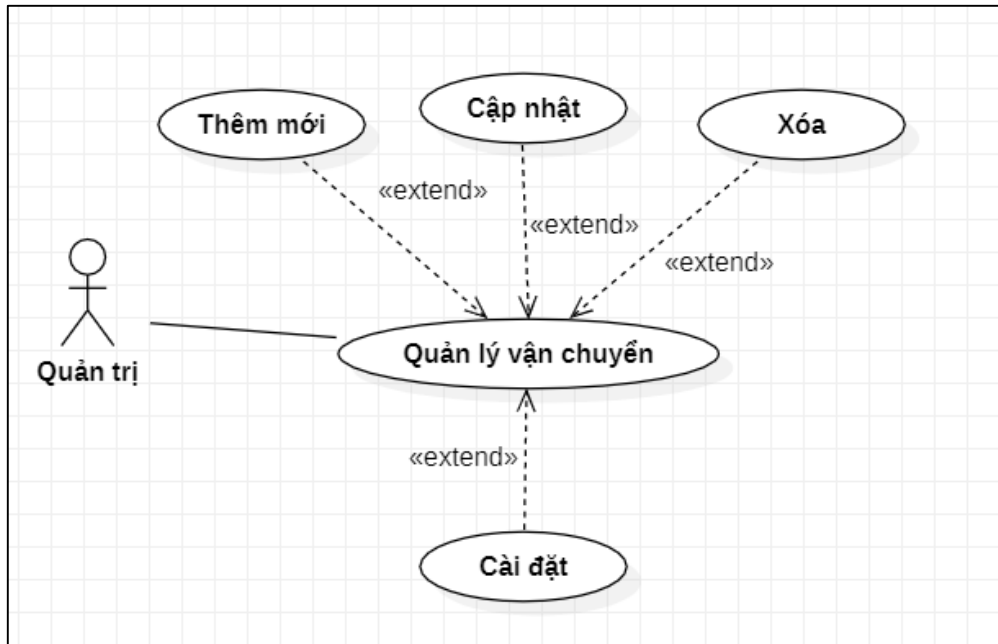 Thêm mới
Cập nhật
Xóa
«extend»
«extend»
«extend»
Quản trị
Quản lý vận chuyển
«extend»
Cài đặt